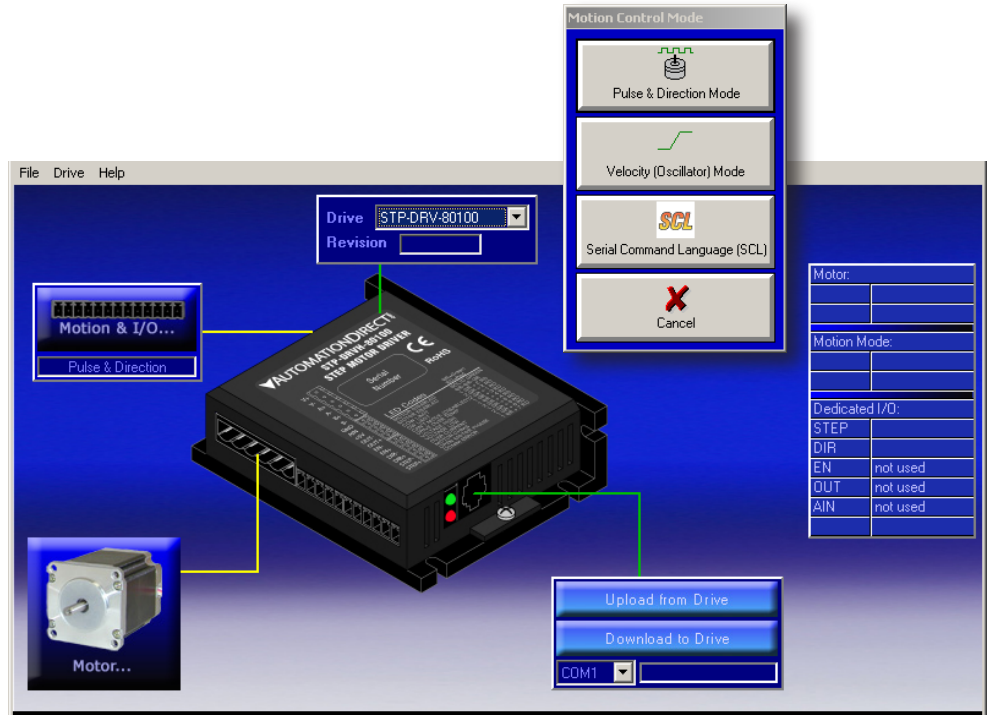 Motion Control Mode
Pulse & Direction Mode
Velocity (Oscillator) Mode
SCL
Serial Command Language (SCL)
Cancel
File Drive Help
Drive STP-DRV-80100
Revision
Motion & I/O...
Pulse & Direction
AUTOMATIONDIRECT
STP-DRVH-80100
STEP MOTOR DRIVER
CE
RoHS
Serial
Number
LED Codes
Motor:
Motion Mode:
Dedicated I/O:
STEP
DIR
EN not used
OUT not used
AIN not used
Motor...
Upload from Drive
Download to Drive
COM1